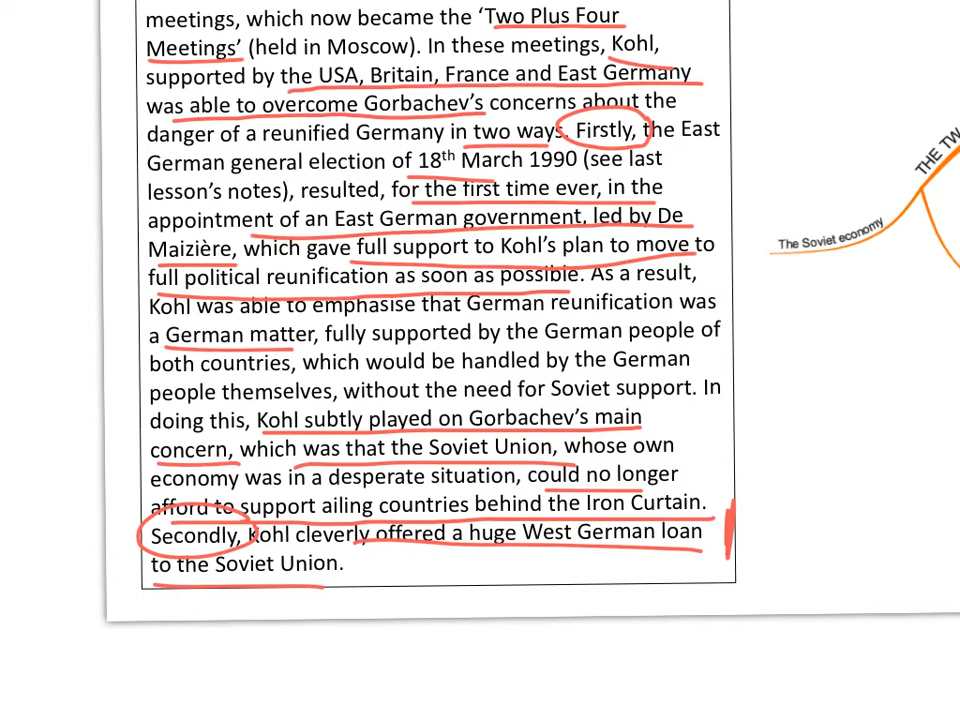 meetings, which now became the ‘Two Plus Four
Meetings’ (held in Moscow). In these meetings, Kohl,
supported by the USA, Britain, France and East Germany
was able to overcome Gorbachev’s concerns about the
danger of a reunified Germany in two ways. Firstly, the East
German general election of 18th March 1990 (see last
lesson’s notes), resulted, for the first time ever, in the
appointment of an East German government, led by De
Maizière, which gave full support to Kohl’s plan to move to
full political reunification as soon as possible. As a result,
Kohl was able to emphasise that German reunification was
a German matter, fully supported by the German people of
both countries, which would be handled by the German
people themselves, without the need for Soviet support. In
doing this, Kohl subtly played on Gorbachev’s main
concern, which was that the Soviet Union, whose own
economy was in a desperate situation, could no longer
afford to support ailing countries behind the Iron Curtain.
Secondly, Kohl cleverly offered a huge West German loan
to the Soviet Union.
The Soviet economy
THE TW